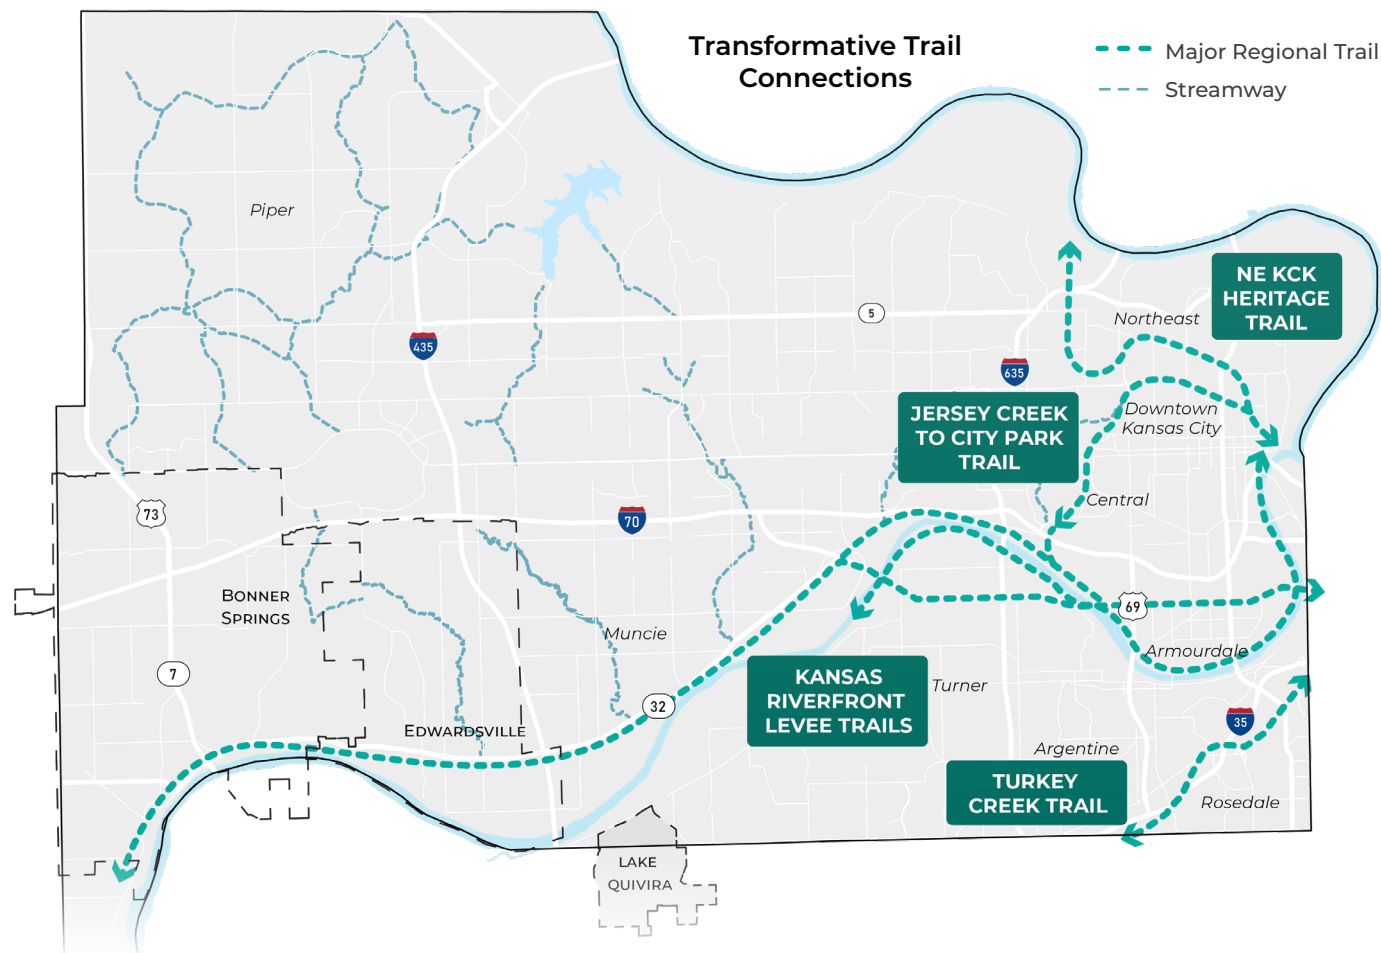 Transformative Trail
Connections
Major Regional Trail
Streamway
Piper
NE KCK
HERITAGE
TRAIL
5
Northeast
435
635
JERSEY CREEK
TO CITY PARK
TRAIL
Downtown
Kansas City
Central
73
70
BONNER
SPRINGS
69
Muncie
Armourdale
7
KANSAS
RIVERFRONT
LEVEE TRAILS
Turner
32
35
EDWARDSVILLE
Argentine
TURKEY
CREEK TRAIL
Rosedale
LAKE
QUIVIRA